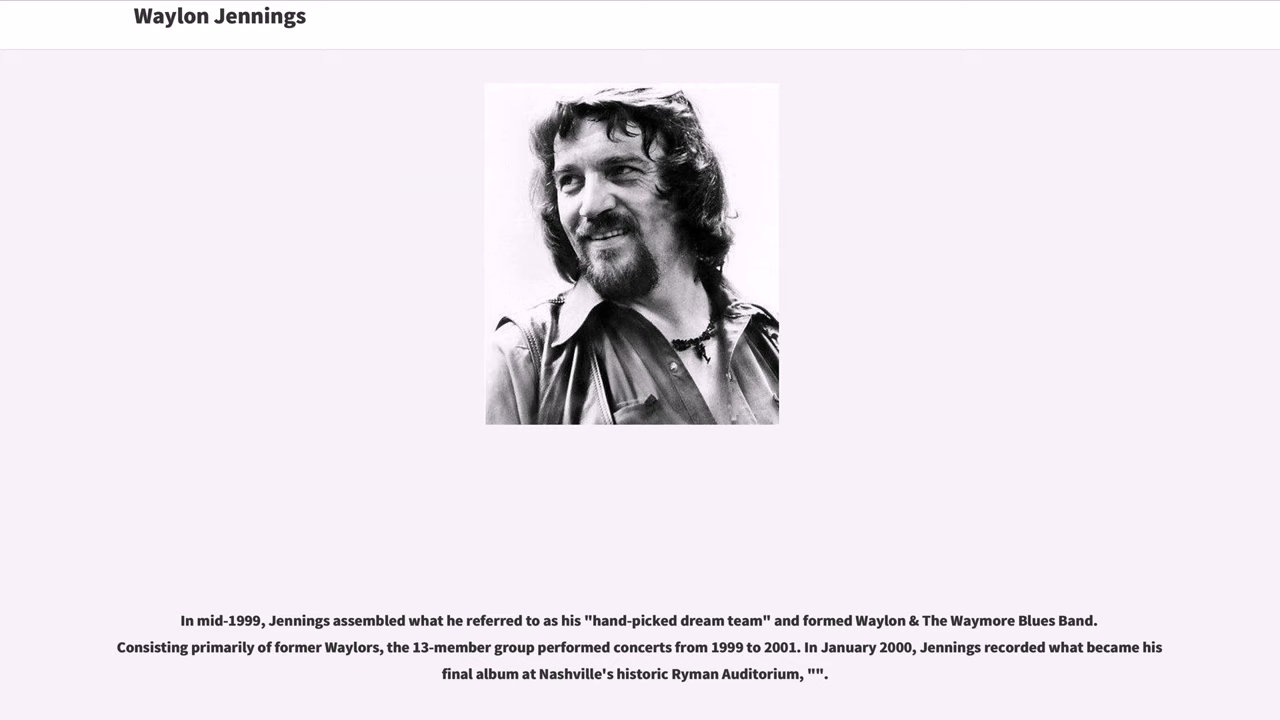 Waylon Jennings
In mid-1999, Jennings assembled what he referred to as his "hand-picked dream team" and formed Waylon & The Waymore Blues Band.
Consisting primarily of former Waylors, the 13-member group performed concerts from 1999 to 2001. In January 2000, Jennings recorded what became his
final album at Nashville's historic Ryman Auditorium, "".